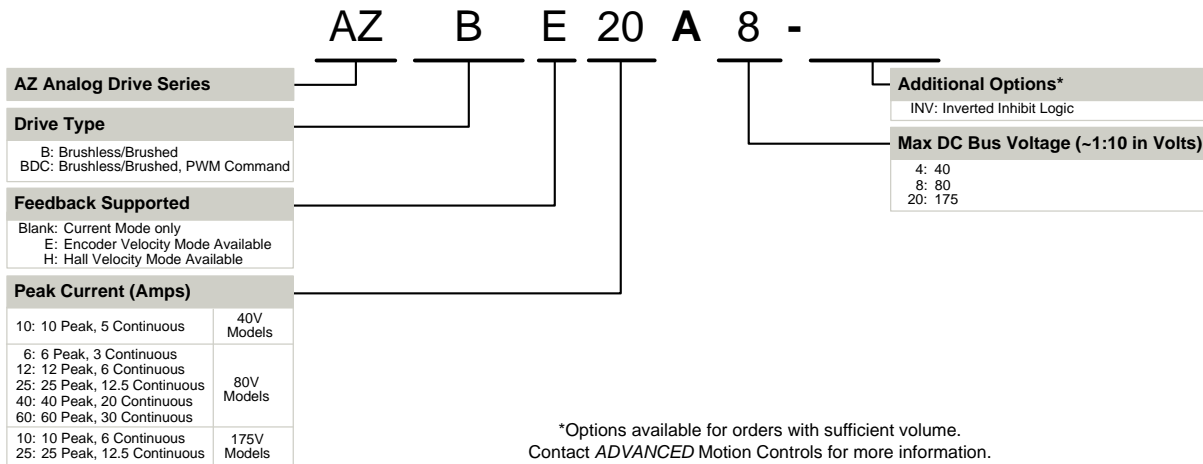 AZ B E 20 A 8 -
AZ Analog Drive Series
Drive Type
B: Brushless/Brushed
BDC: Brushless/Brushed, PWM Command
Feedback Supported
Blank: Current Mode only
E: Encoder Velocity Mode Available
H: Hall Velocity Mode Available
Peak Current (Amps)
10: 10 Peak, 5 Continuous
40V
Models
6: 6 Peak, 3 Continuous
12: 12 Peak, 6 Continuous
25: 25 Peak, 12.5 Continuous
40: 40 Peak, 20 Continuous
60: 60 Peak, 30 Continuous
80V
Models
10: 10 Peak, 6 Continuous
25: 25 Peak, 12.5 Continuous
175V
Models
Additional Options*
INV: Inverted Inhibit Logic
Max DC Bus Voltage (~1:10 in Volts)
4: 40
8: 80
20: 175
*Options available for orders with sufficient volume.
Contact ADVANCED Motion Controls for more information.